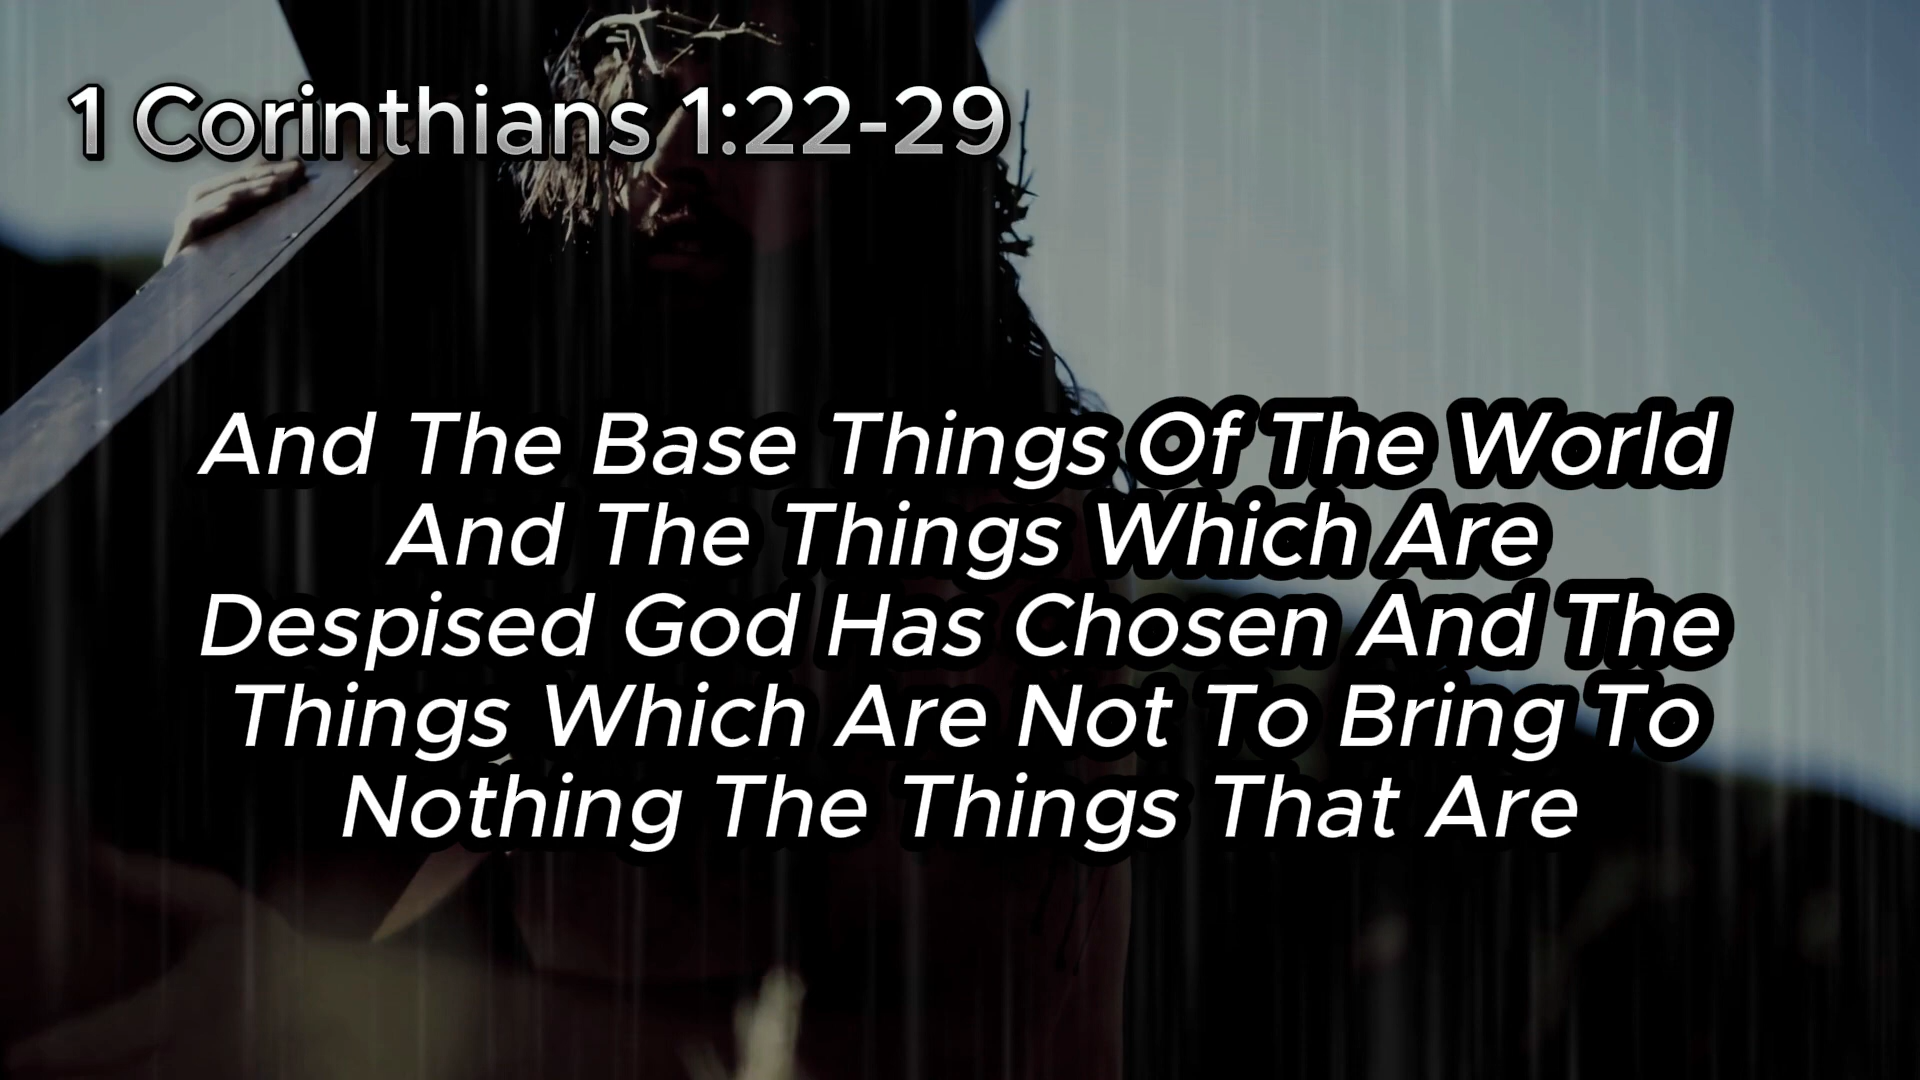 1 Corinthians 1:22-29
And The Base Things Of The World
And The Things Which Are
Despised God Has Chosen And The
Things Which Are Not To Bring To
Nothing The Things That Are